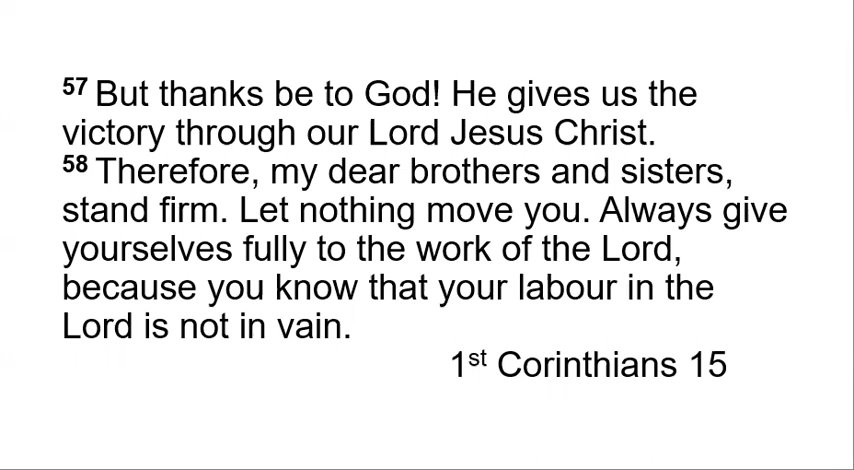 57 But thanks be to God! He gives us the
victory through our Lord Jesus Christ.
58 Therefore, my dear brothers and sisters,
stand firm. Let nothing move you. Always give
yourselves fully to the work of the Lord,
because you know that your labour in the
Lord is not in vain.
1st Corinthians 15